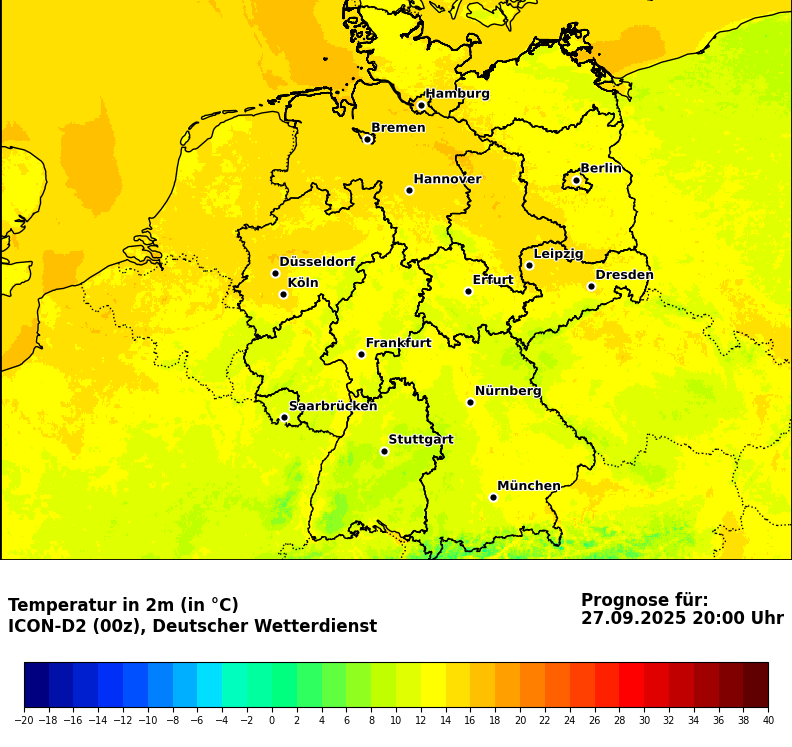 Hamburg
Bremen
Berlin
Hannover
Leipzig
Düsseldorf
Dresden
Köln
Erfurt
Frankfurt
Nürnberg
Saarbrücken
Stuttgart
München
Temperatur in 2m (in °C)
ICON-D2 (00z), Deutscher Wetterdienst
Prognose für:
27.09.2025 20:00 Uhr
−20 −18 −16 −14 −12 −10 −8 −6 −4 −2 0 2 4 6 8 10 12 14 16 18 20 22 24 26 28 30 32 34 36 38 40